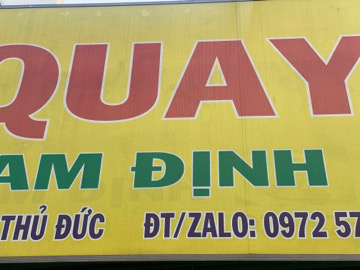 QUAY
AM ĐỊNH
THỦ ĐỨC ĐT/ZALO: 0972 57